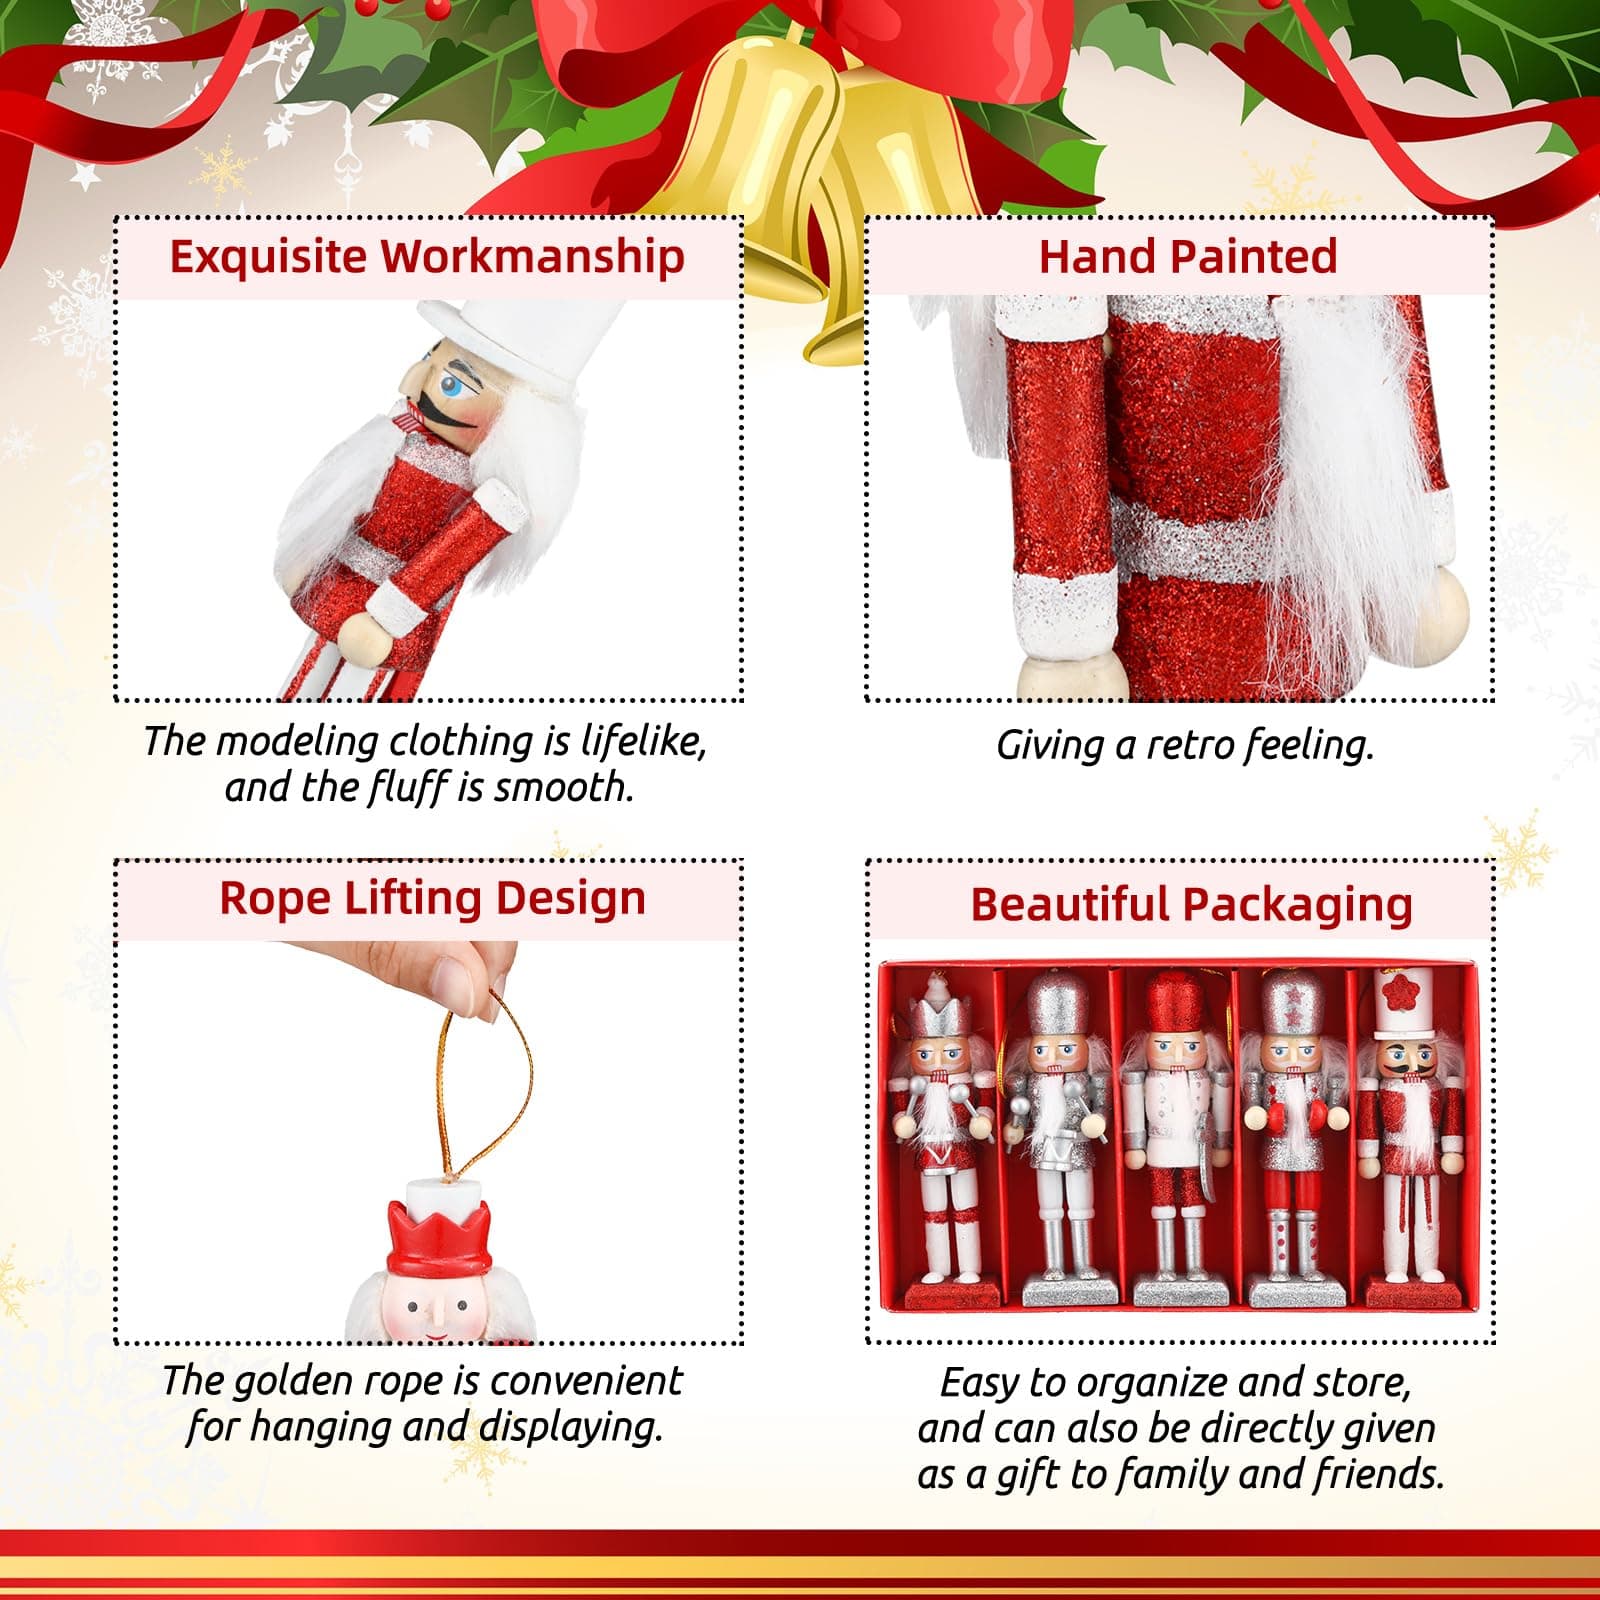 Exquisite Workmanship
The modeling clothing is lifelike,
and the fluff is smooth.
Hand Painted
Giving a retro feeling.
Rope Lifting Design
The golden rope is convenient
for hanging and displaying.
Beautiful Packaging
Easy to organize and store,
and can also be directly given
as a gift to family and friends.